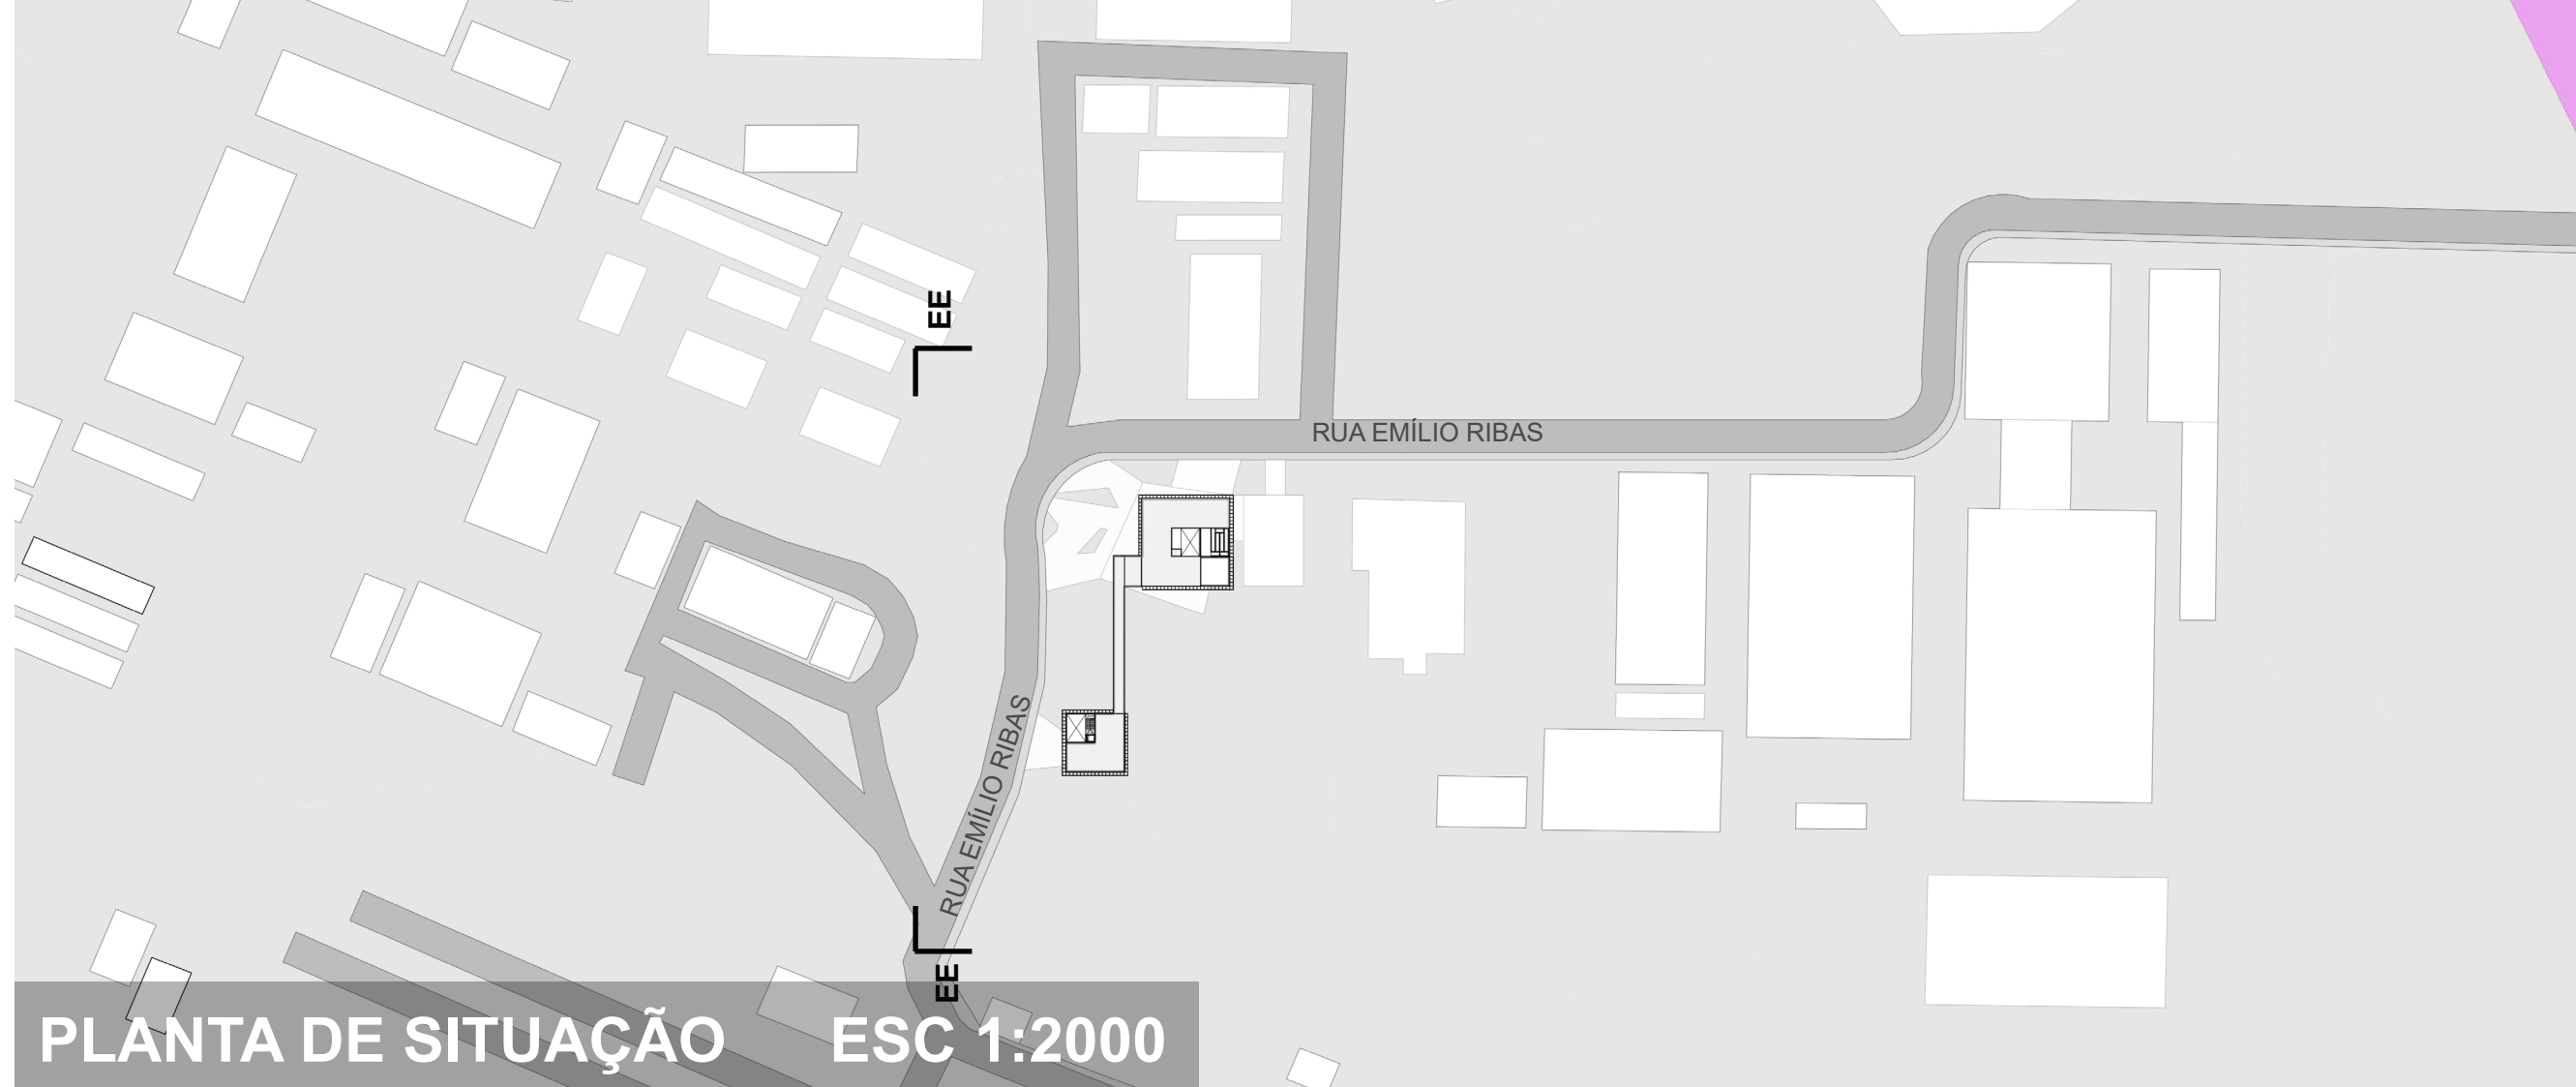 EE
RUA EMÍLIO RIBAS
RUA EMÍLIO RIBAS
EE
PLANTA DE SITUAÇÃO ESC 1:2000